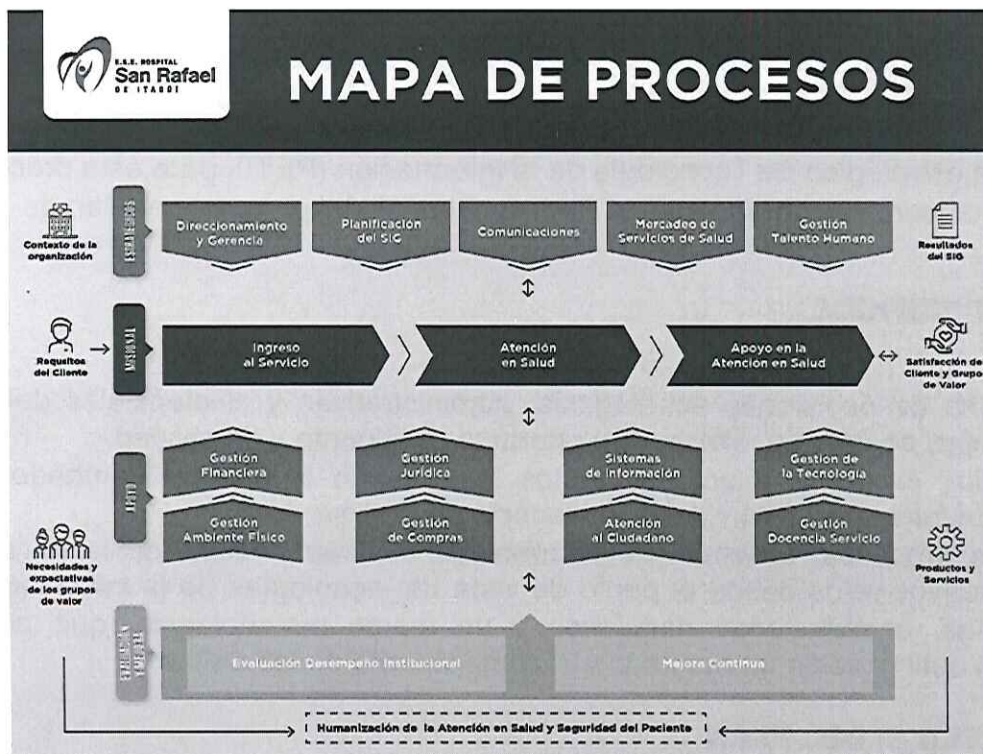 E.S.E. HOSPITAL
San Rafael
DE ITAGÜÍ
MAPA DE PROCESOS
Contexto de la
organización
ESTRATÉGICOS
Direccionamiento
y Gerencia
Planificación
del SIG
Comunicaciones
Mercadeo de
Servicios de Salud
Gestión
Talento Humano
Resultados
del SIG
Requsitos
del Cliente
MISIONAL
Ingreso
al Servicio
Atención
en Salud
Apoyo en la
Atencion en Salud
Satisfacción de
Cliente y Grupo
de Valor
APOYO
Gestión
Financiera
Gestión
Jurídica
Sistemas
de Información
Gestion de
la Tecnología
Gestión
Ambiente Físico
Gestión
de Compras
Atención
al Ciudadano
Gestión
Docencia Servicio
Necesidades y
expectativas
de los grupos
de valor
Productos y
Servicios
Y MEJORA
Evaluación Desempeño Institucional
Mejora Continua
Humanización de la Atención en Salud y Seguridad del Paciente